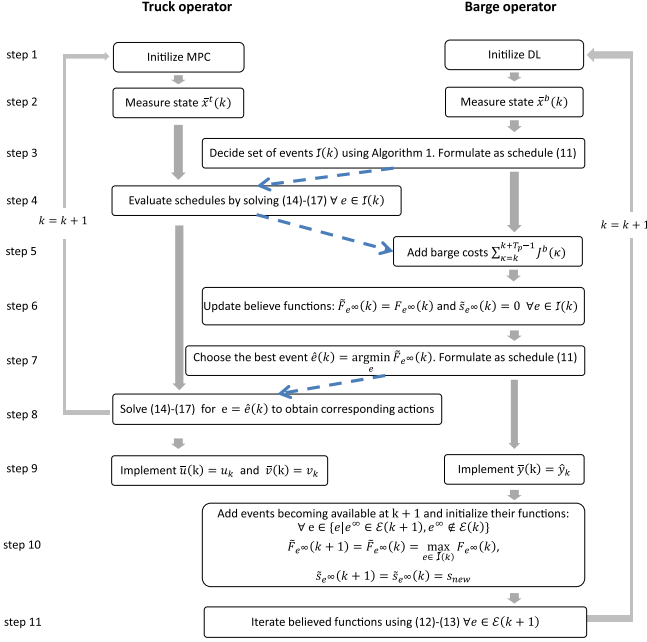 Truck operator
Barge operator
step 1
Initilize MPC
Initilize DL
step 2
Measure state x̄ᵗ(k)
Measure state x̄ᵇ(k)
step 3
Decide set of events I(k) using Algorithm 1. Formulate as schedule (11)
step 4
Evaluate schedules by solving (14)-(17) ∀ e ∈ I(k)
k = k + 1
k = k + 1
step 5
Add barge costs ∑_{κ=k}^{k+T_p−1} Jᵇ(κ)
step 6
Update believe functions: F̃_{e^∞}(k) = F_{e^∞}(k) and s̃_{e^∞}(k) = 0 ∀e ∈ I(k)
step 7
Choose the best event ê(k) = argmin_e F̃_{e^∞}(k). Formulate as schedule (11)
step 8
Solve (14)-(17) for e = ê(k) to obtain corresponding actions
step 9
Implement ū(k) = u_k and v̄(k) = v_k
Implement ȳ(k) = ŷ_k
step 10
Add events becoming available at k + 1 and initialize their functions:
∀ e ∈ {e|e^∞ ∈ ℰ(k + 1), e^∞ ∉ ℰ(k)}
F̃_{e^∞}(k + 1) = F̄_{e^∞}(k) = max_{e∈ I(k)} F_{e^∞}(k),
s̃_{e^∞}(k + 1) = s̃_{e^∞}(k) = s_{new}
step 11
Iterate believed functions using (12)-(13) ∀e ∈ ℰ(k + 1)